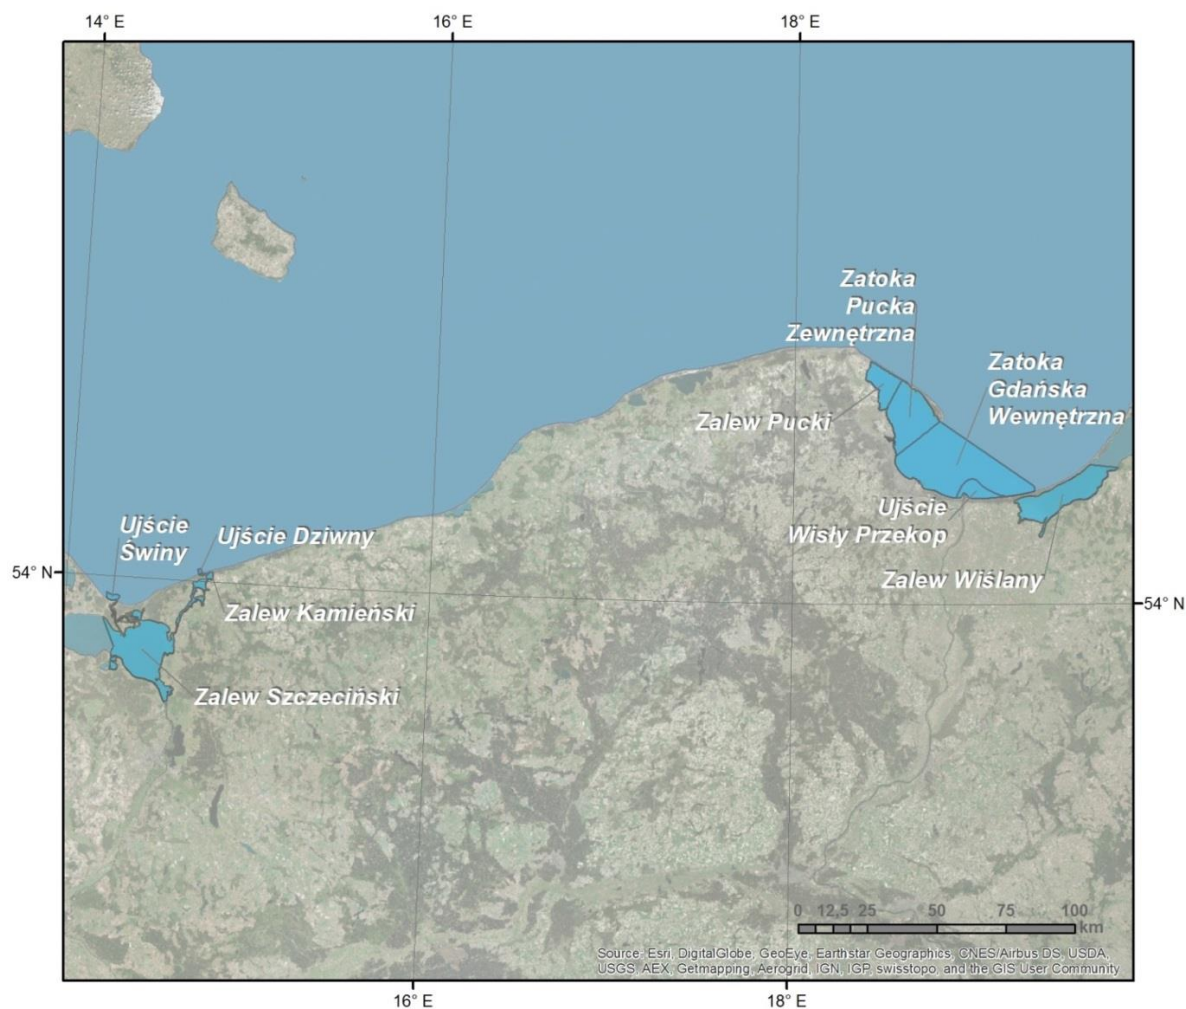 14° E
16° E
18° E
Zatoka
Pucka
Zewnętrzna
Zatoka
Gdańska
Wewnętrzna
Zalew Pucki
Ujście
Wisły Przekop
Zalew Wiślany
Ujście
Świny
Ujście Dziwny
54° N
Zalew Kamieński
54° N
Zalew Szczeciński
0 12,5 25 50 75 100
km
Source: Esri, DigitalGlobe, GeoEye, Earthstar Geographics, CNES/Airbus DS, USDA,
USGS, AEX, Getmapping, Aerogrid, IGN, IGP, swisstopo, and the GIS User Community
16° E
18° E